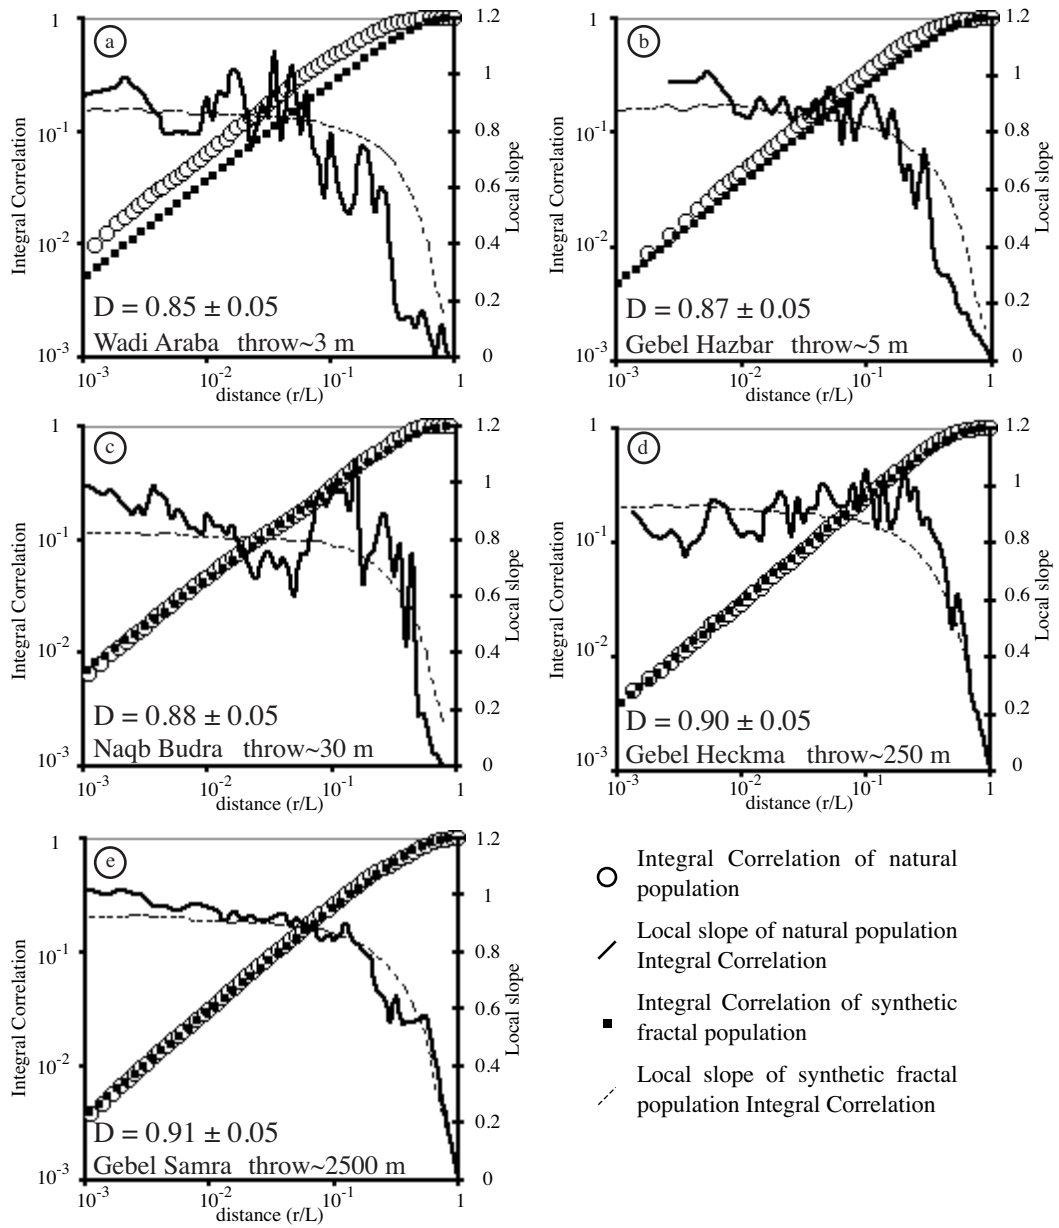 a
1
10-1
10-2
10-3
Integral Correlation
1.2
1
0.8
0.6
0.4
0.2
0
Local slope
D = 0.85 ± 0.05
Wadi Araba throw~3 m
10-3 10-2 10-1 1
distance (r/L)
b
1
10-1
10-2
10-3
Integral Correlation
1.2
1
0.8
0.6
0.4
0.2
0
Local slope
D = 0.87 ± 0.05
Gebel Hazbar throw~5 m
10-3 10-2 10-1 1
distance (r/L)
c
1
10-1
10-2
10-3
Integral Correlation
1.2
1
0.8
0.6
0.4
0.2
0
Local slope
D = 0.88 ± 0.05
Naqb Budra throw~30 m
10-3 10-2 10-1 1
distance (r/L)
d
1
10-1
10-2
10-3
Integral Correlation
1.2
1
0.8
0.6
0.4
0.2
0
Local slope
D = 0.90 ± 0.05
Gebel Heckma throw~250 m
10-3 10-2 10-1 1
distance (r/L)
e
1
10-1
10-2
10-3
Integral Correlation
1.2
1
0.8
0.6
0.4
0.2
0
Local slope
D = 0.91 ± 0.05
Gebel Samra throw~2500 m
10-3 10-2 10-1 1
distance (r/L)
Integral Correlation of natural
population
Local slope of natural population
Integral Correlation
Integral Correlation of synthetic
fractal population
Local slope of synthetic fractal
population Integral Correlation